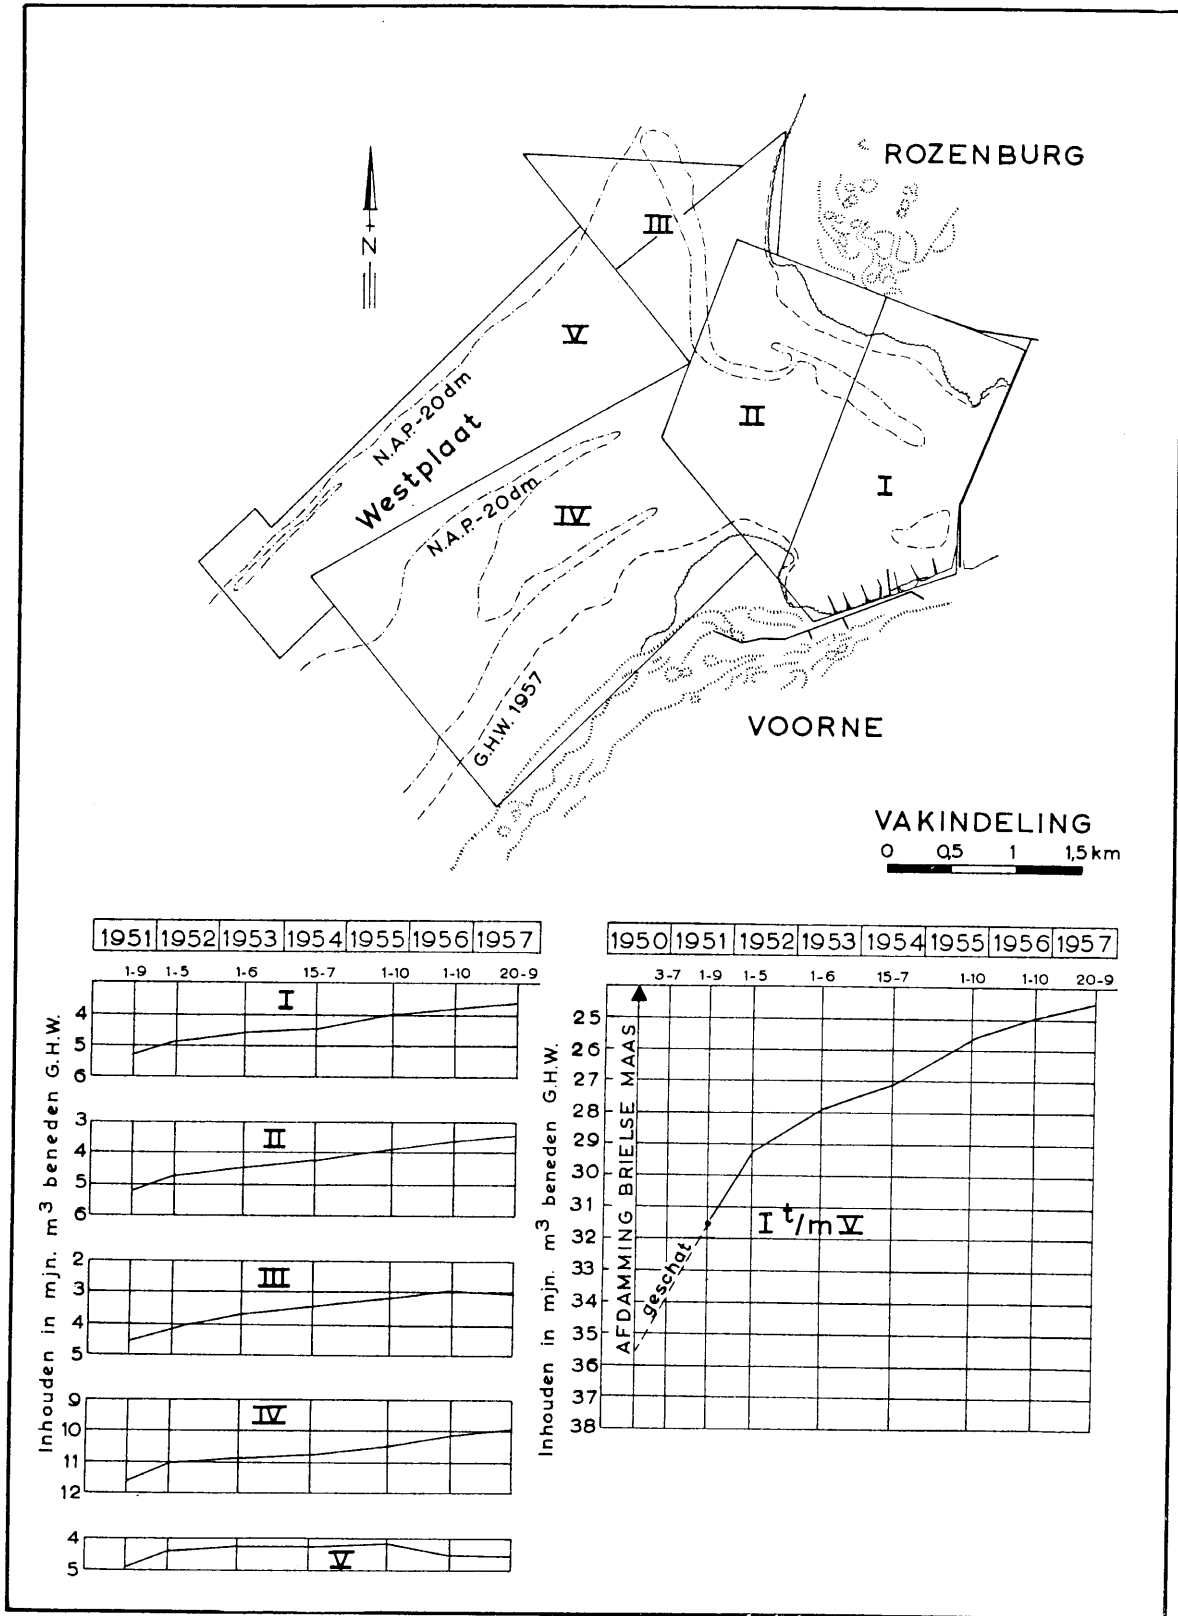 ROZENBURG
N
III
V
II
I
IV
N.A.P.-20dm
Westplaat
N.A.P.-20dm
G.H.W. 1957
VOORNE
VAKINDELING
0 0,5 1 1,5 km
1951 1952 1953 1954 1955 1956 1957
1-9 1-5 1-6 15-7 1-10 1-10 20-9
Inhouden in mjn. m³ beneden G.H.W.
I
4
5
6
II
3
4
5
6
III
2
3
4
5
IV
9
10
11
12
V
4
5
1950 1951 1952 1953 1954 1955 1956 1957
3-7 1-9 1-5 1-6 15-7 1-10 1-10 20-9
Inhouden in mjn. m³ beneden G.H.W.
25
26
27
28
29
30
31
32
33
34
35
36
37
38
AFDAMMING BRIELSE MAAS
geschat
I t/m V